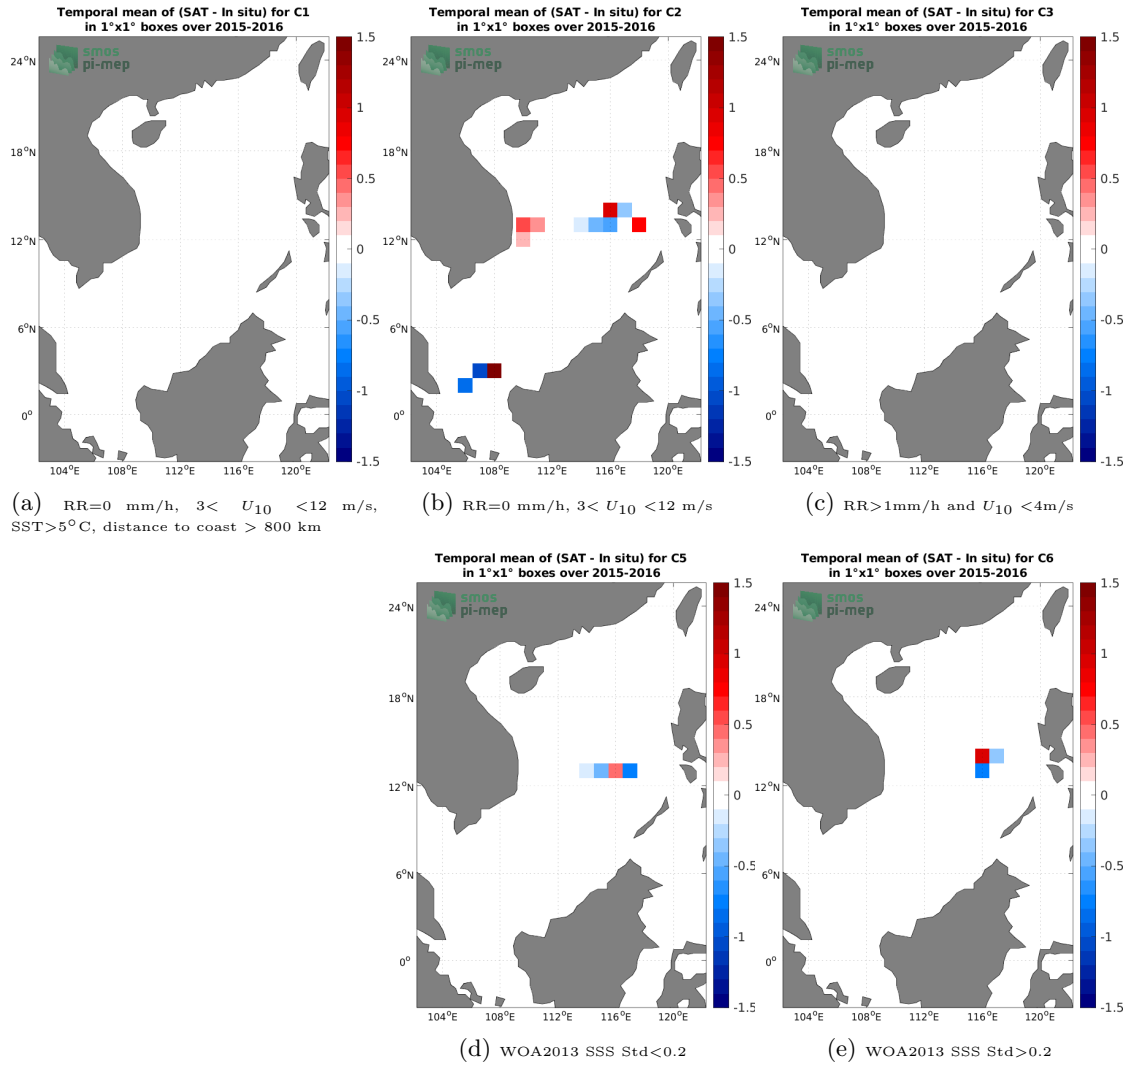 Temporal mean of (SAT - In situ) for C1
in 1°x1° boxes over 2015-2016
smos
pi-mep
24°N
18°N
12°N
6°N
0°
104°E 108°E 112°E 116°E 120°E
1.5
1
0.5
0
-0.5
-1
-1.5
(a) RR=0 mm/h, 3< U10 <12 m/s,
SST>5°C, distance to coast > 800 km
Temporal mean of (SAT - In situ) for C2
in 1°x1° boxes over 2015-2016
smos
pi-mep
24°N
18°N
12°N
6°N
0°
104°E 108°E 112°E 116°E 120°E
1.5
1
0.5
0
-0.5
-1
-1.5
(b) RR=0 mm/h, 3< U10 <12 m/s
Temporal mean of (SAT - In situ) for C3
in 1°x1° boxes over 2015-2016
smos
pi-mep
24°N
18°N
12°N
6°N
0°
104°E 108°E 112°E 116°E 120°E
1.5
1
0.5
0
-0.5
-1
-1.5
(c) RR>1mm/h and U10 <4m/s
Temporal mean of (SAT - In situ) for C5
in 1°x1° boxes over 2015-2016
smos
pi-mep
24°N
18°N
12°N
6°N
0°
104°E 108°E 112°E 116°E 120°E
1.5
1
0.5
0
-0.5
-1
-1.5
(d) WOA2013 SSS Std<0.2
Temporal mean of (SAT - In situ) for C6
in 1°x1° boxes over 2015-2016
smos
pi-mep
24°N
18°N
12°N
6°N
0°
104°E 108°E 112°E 116°E 120°E
1.5
1
0.5
0
-0.5
-1
-1.5
(e) WOA2013 SSS Std>0.2